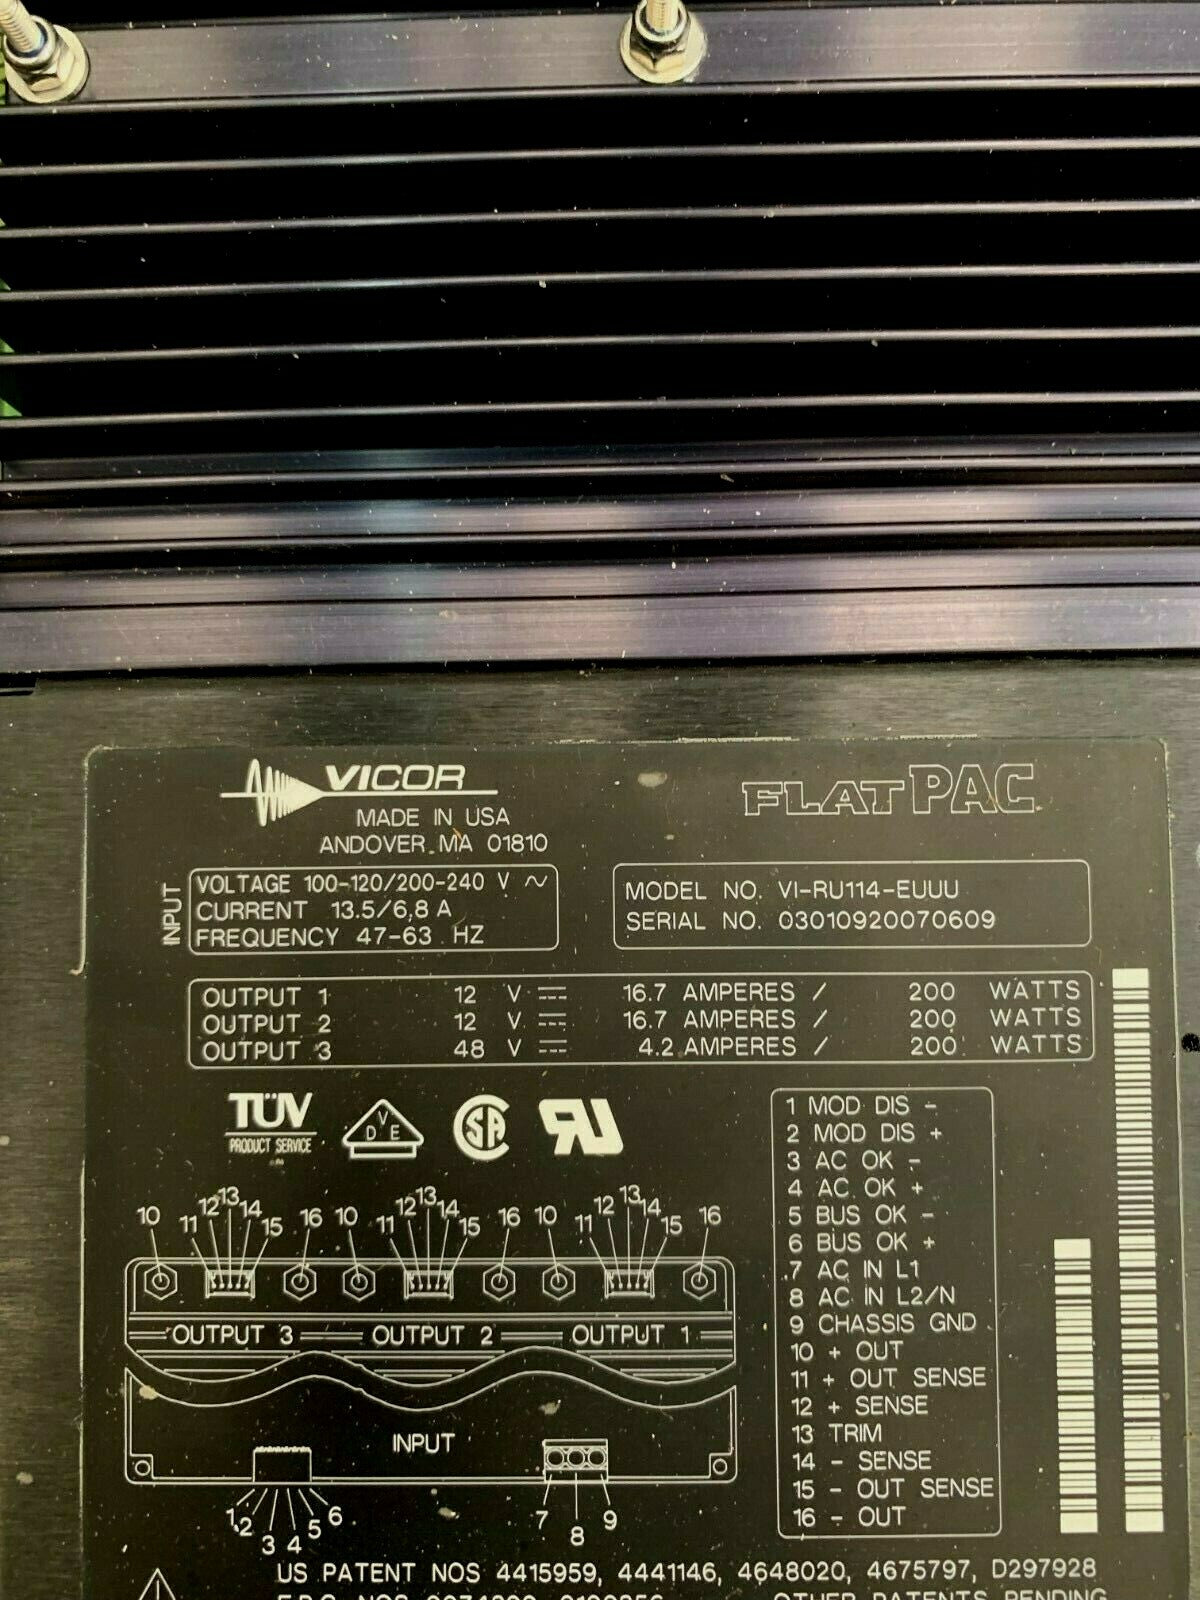 VICOR
MADE IN USA
ANDOVER, MA 01810
FLATPAC
INPUT
VOLTAGE 100-120/200-240 V ~
CURRENT 13.5/6,8 A
FREQUENCY 47-63 HZ
MODEL NO. VI-RU114-EUUU
SERIAL NO. 03010920070609
OUTPUT 1 12 V 16.7 AMPERES / 200 WATTS
OUTPUT 2 12 V 16.7 AMPERES / 200 WATTS
OUTPUT 3 48 V 4.2 AMPERES / 200 WATTS
TÜV
PRODUCT SERVICE
VDE
SA
RU
10 11 12 13 14 15 16 10 11 12 13 14 15 16 10 11 12 13 14 15 16
OUTPUT 3 OUTPUT 2 OUTPUT 1
INPUT
1 2 3 4 5 6 7 8 9
1 MOD DIS -
2 MOD DIS +
3 AC OK -
4 AC OK +
5 BUS OK -
6 BUS OK +
7 AC IN L1
8 AC IN L2/N
9 CHASSIS GND
10 + OUT
11 + OUT SENSE
12 + SENSE
13 TRIM
14 - SENSE
15 - OUT SENSE
16 - OUT
US PATENT NOS 4415959, 4441146, 4648020, 4675797, D297928
OTHER PATENTS PENDING